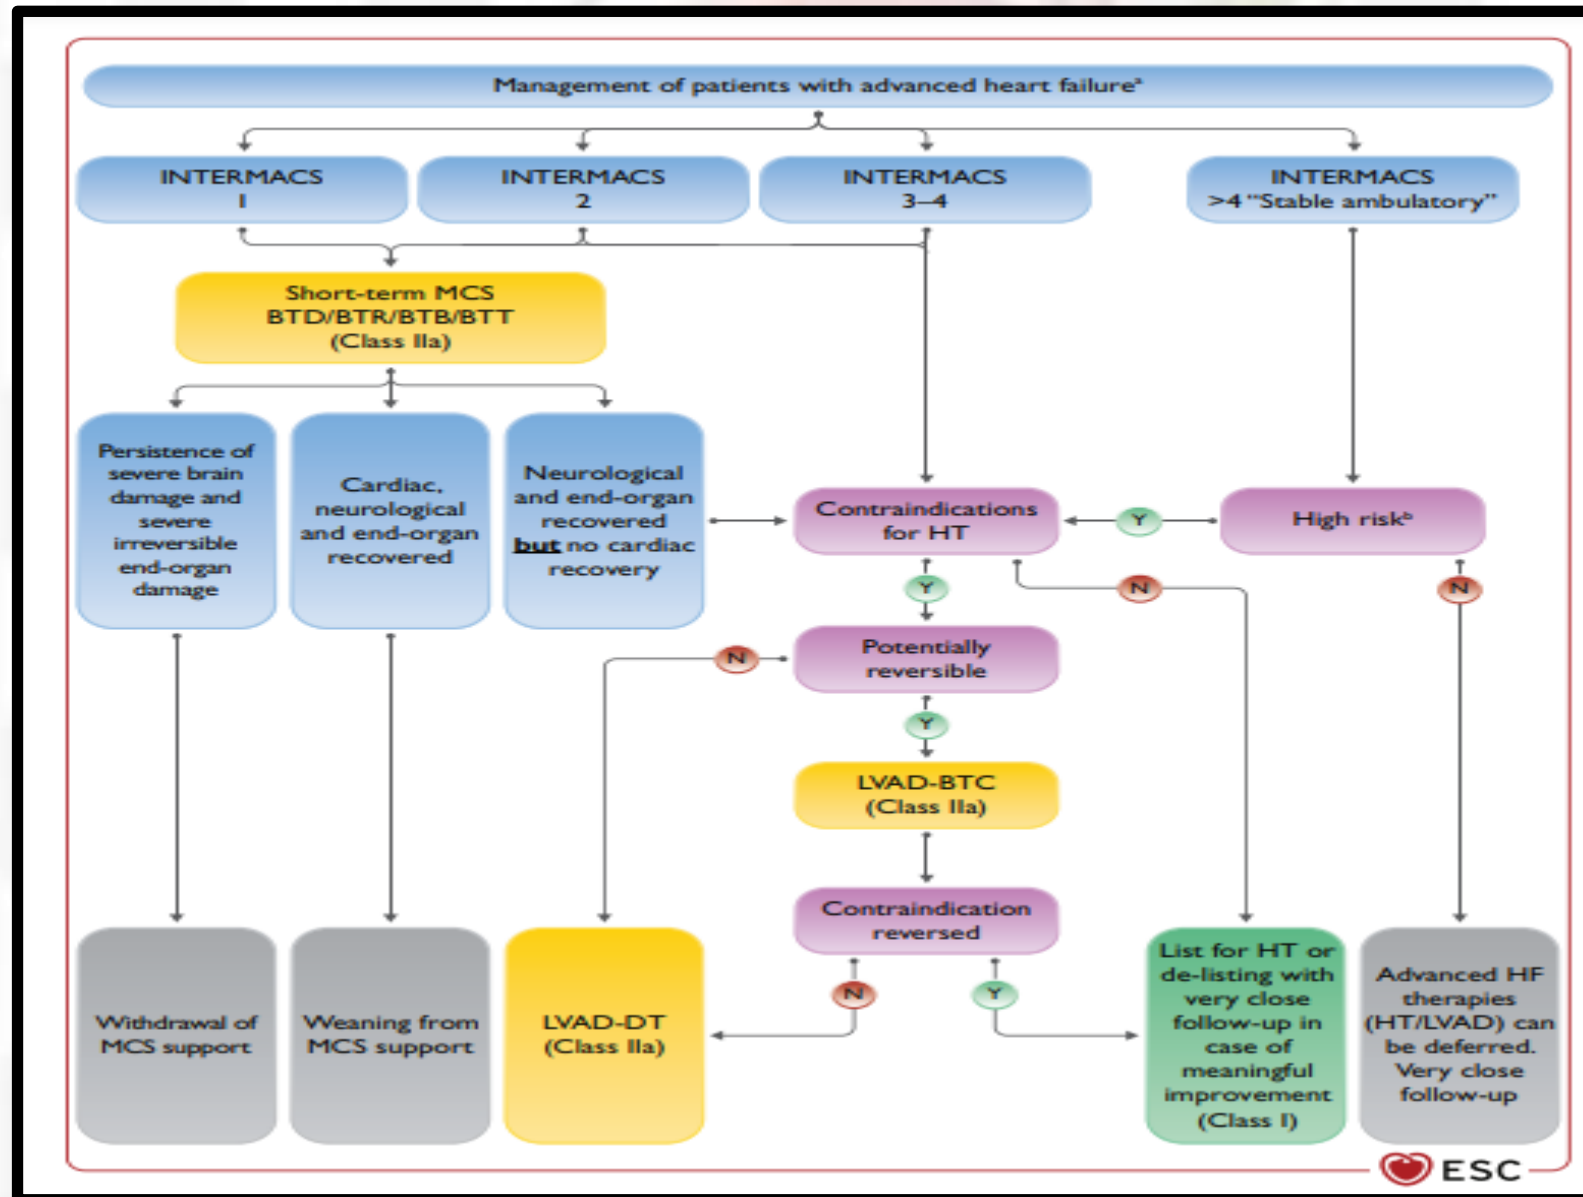 Management of patients with advanced heart failureª
INTERMACS
1
INTERMACS
2
INTERMACS
3–4
INTERMACS
>4 “Stable ambulatory”
Short-term MCS
BTD/BTR/BTB/BTT
(Class IIa)
Persistence of
severe brain
damage and
severe
irreversible
end-organ
damage
Cardiac,
neurological
and end-organ
recovered
Neurological
and end-organ
recovered
but no cardiac
recovery
Contraindications
for HT
Y
High riskᵇ
Y
N
N
Potentially
reversible
N
Y
LVAD-BTC
(Class IIa)
Contraindication
reversed
N
Y
Withdrawal of
MCS support
Weaning from
MCS support
LVAD-DT
(Class IIa)
List for HT or
de-listing with
very close
follow-up in
case of
meaningful
improvement
(Class I)
Advanced HF
therapies
(HT/LVAD) can
be deferred.
Very close
follow-up
ESC